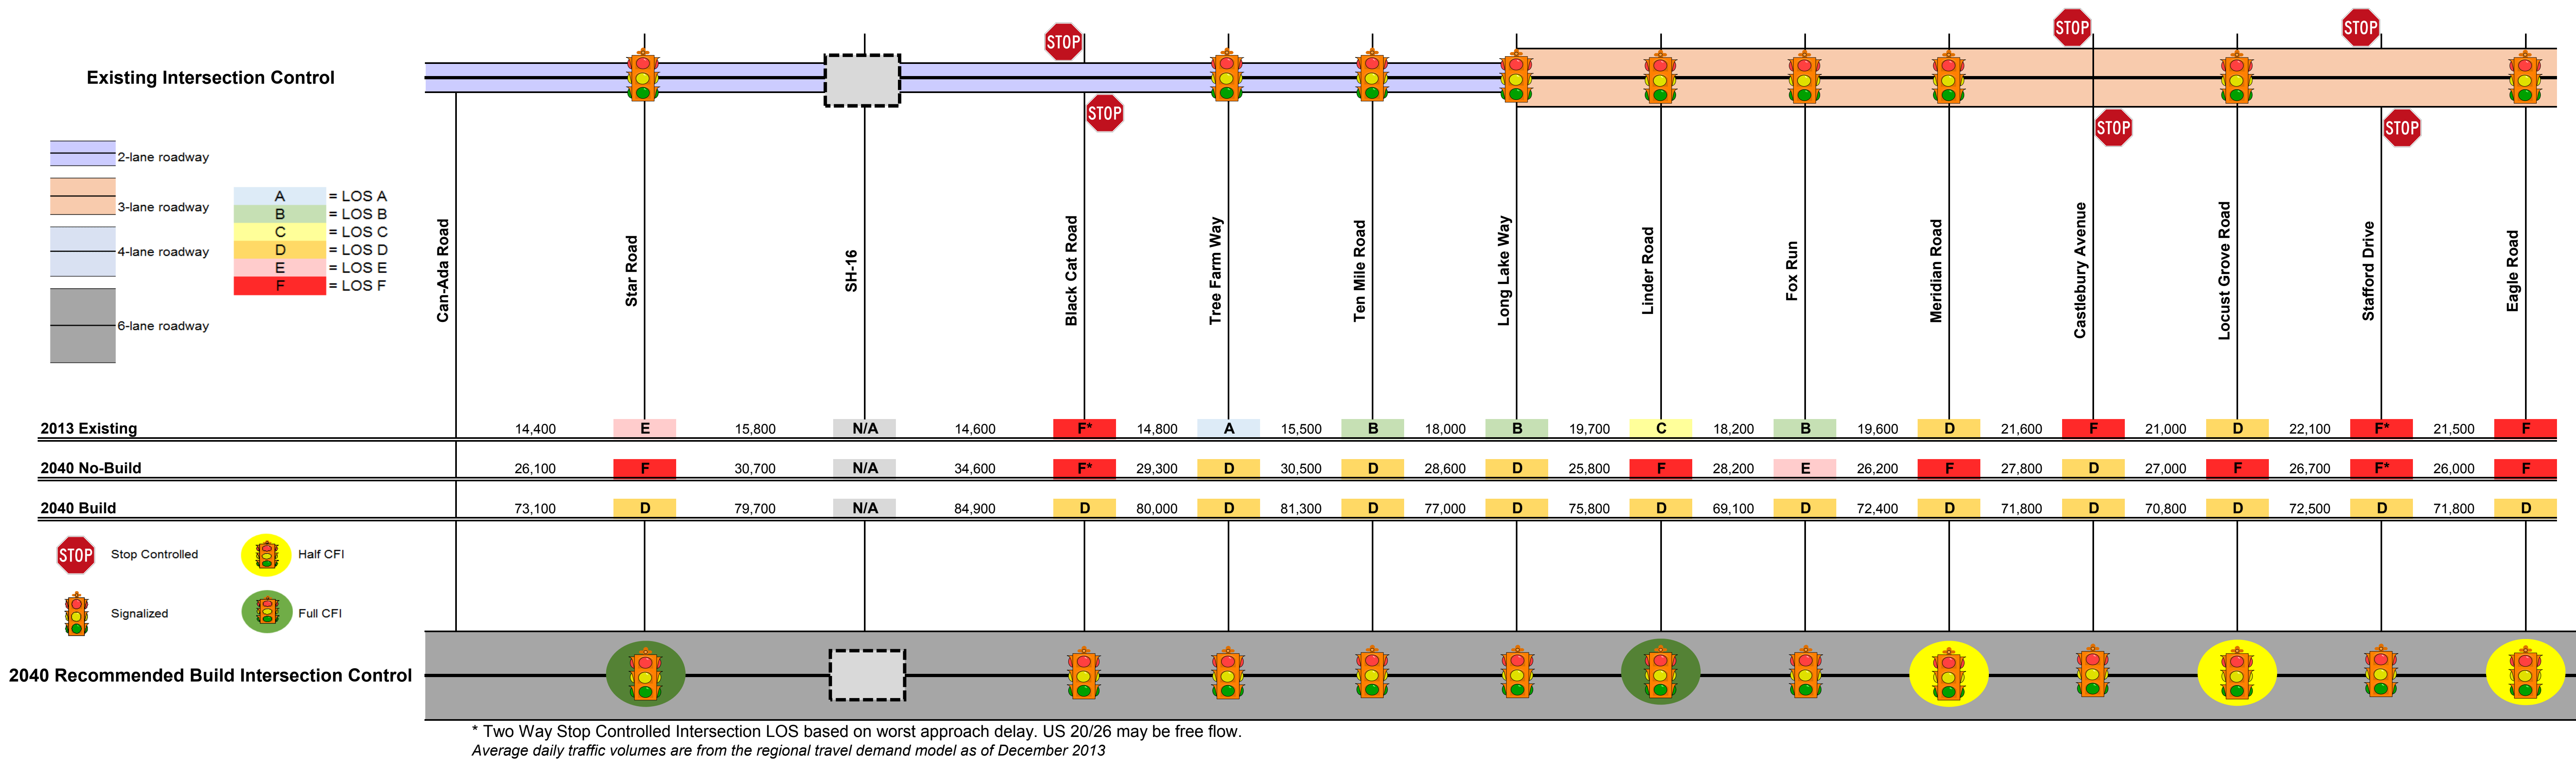 STOP
STOP
STOP
Existing Intersection Control
STOP
STOP
STOP
2-lane roadway
3-lane roadway
4-lane roadway
6-lane roadway
A = LOS A
B = LOS B
C = LOS C
D = LOS D
E = LOS E
F = LOS F
Can-Ada Road
Star Road
SH-16
Black Cat Road
Tree Farm Way
Ten Mile Road
Long Lake Way
Linder Road
Fox Run
Meridian Road
Castlebury Avenue
Locust Grove Road
Stafford Drive
Eagle Road
2013 Existing 14,400 E 15,800 N/A 14,600 F* 14,800 A 15,500 B 18,000 B 19,700 C 18,200 B 19,600 D 21,600 F 21,000 D 22,100 F* 21,500 F
2040 No-Build 26,100 F 30,700 N/A 34,600 F* 29,300 D 30,500 D 28,600 D 25,800 F 28,200 E 26,200 F 27,800 D 27,000 F 26,700 F* 26,000 F
2040 Build 73,100 D 79,700 N/A 84,900 D 80,000 D 81,300 D 77,000 D 75,800 D 69,100 D 72,400 D 71,800 D 70,800 D 72,500 D 71,800 D
STOP Stop Controlled
Half CFI
Signalized
Full CFI
2040 Recommended Build Intersection Control
* Two Way Stop Controlled Intersection LOS based on worst approach delay. US 20/26 may be free flow.
Average daily traffic volumes are from the regional travel demand model as of December 2013